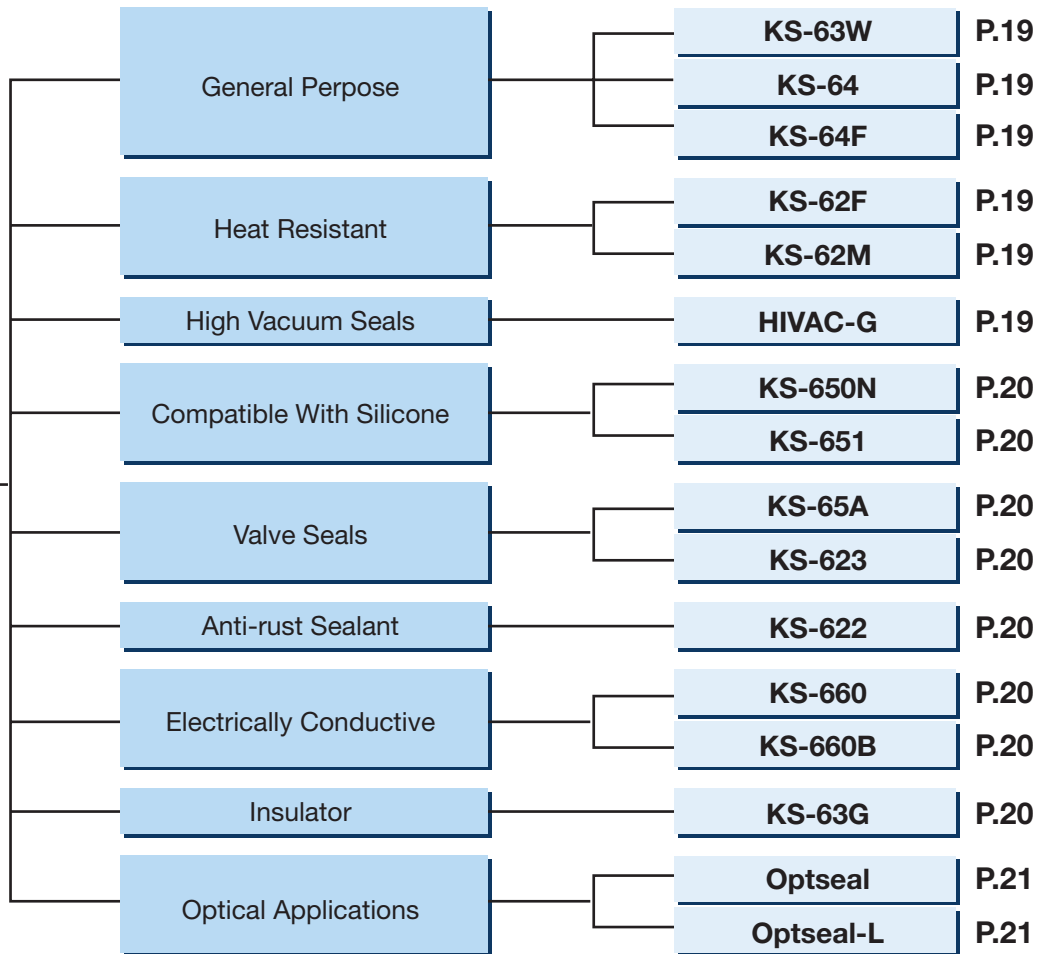 General Perpose
KS-63W P.19
KS-64 P.19
KS-64F P.19
Heat Resistant
KS-62F P.19
KS-62M P.19
High Vacuum Seals
HIVAC-G P.19
Compatible With Silicone
KS-650N P.20
KS-651 P.20
Valve Seals
KS-65A P.20
KS-623 P.20
Anti-rust Sealant
KS-622 P.20
Electrically Conductive
KS-660 P.20
KS-660B P.20
Insulator
KS-63G P.20
Optical Applications
Optseal P.21
Optseal-L P.21